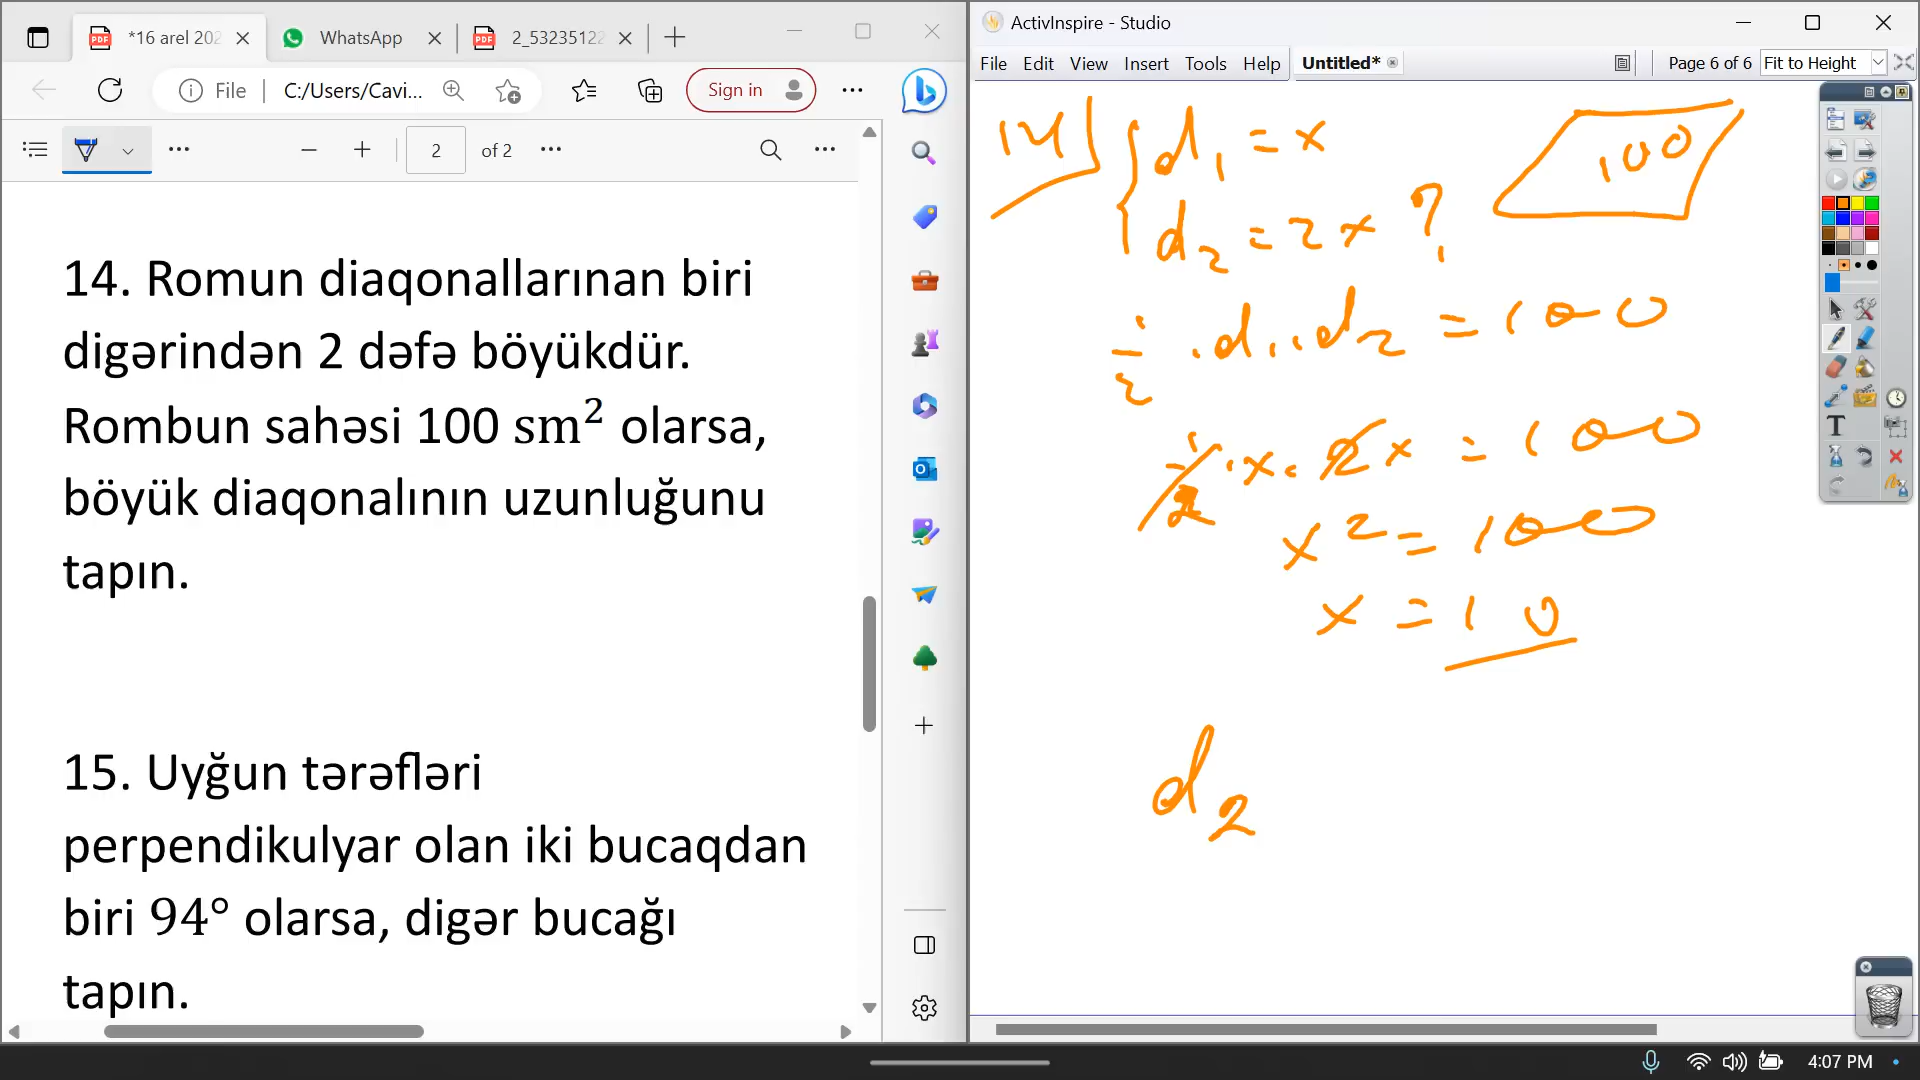 *16 arel 202
WhatsApp
2_53235122
File
C:/Users/Cavi...
Sign in
2 of 2
14. Romun diaqonallarınan biri
digərindən 2 dəfə böyükdür.
Rombun sahəsi 100 sm² olarsa,
böyük diaqonalının uzunluğunu
tapın.
15. Uyğun tərəfləri
perpendikulyar olan iki bucaqdan
biri 94° olarsa, digər bucağı
tapın.
ActivInspire - Studio
File Edit View Insert Tools Help
Untitled*
Page 6 of 6
Fit to Height
14
d₁ = x
100
d₂ = 2x ?
1/2 · d₁ · d₂ = 100
1/2 · x · 2x = 100
x² = 100
x = 10
d₂
T
4:07 PM